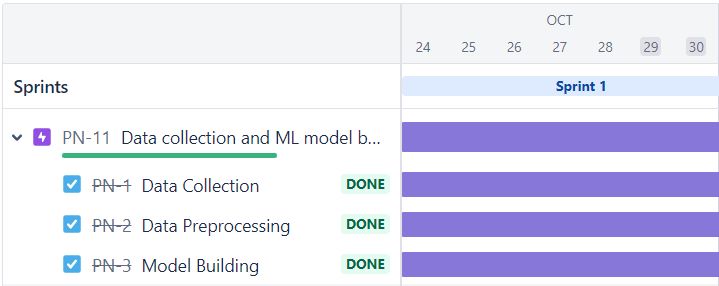 OCT
24 25 26 27 28 29 30
Sprints
Sprint 1
PN-11 Data collection and ML model b...
PN-1 Data Collection DONE
PN-2 Data Preprocessing DONE
PN-3 Model Building DONE